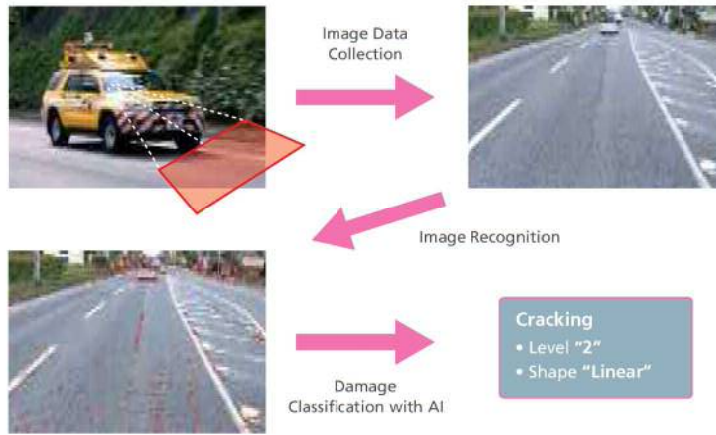 Image Data
Collection
Image Recognition
Damage
Classification with AI
Cracking
• Level “2”
• Shape “Linear”